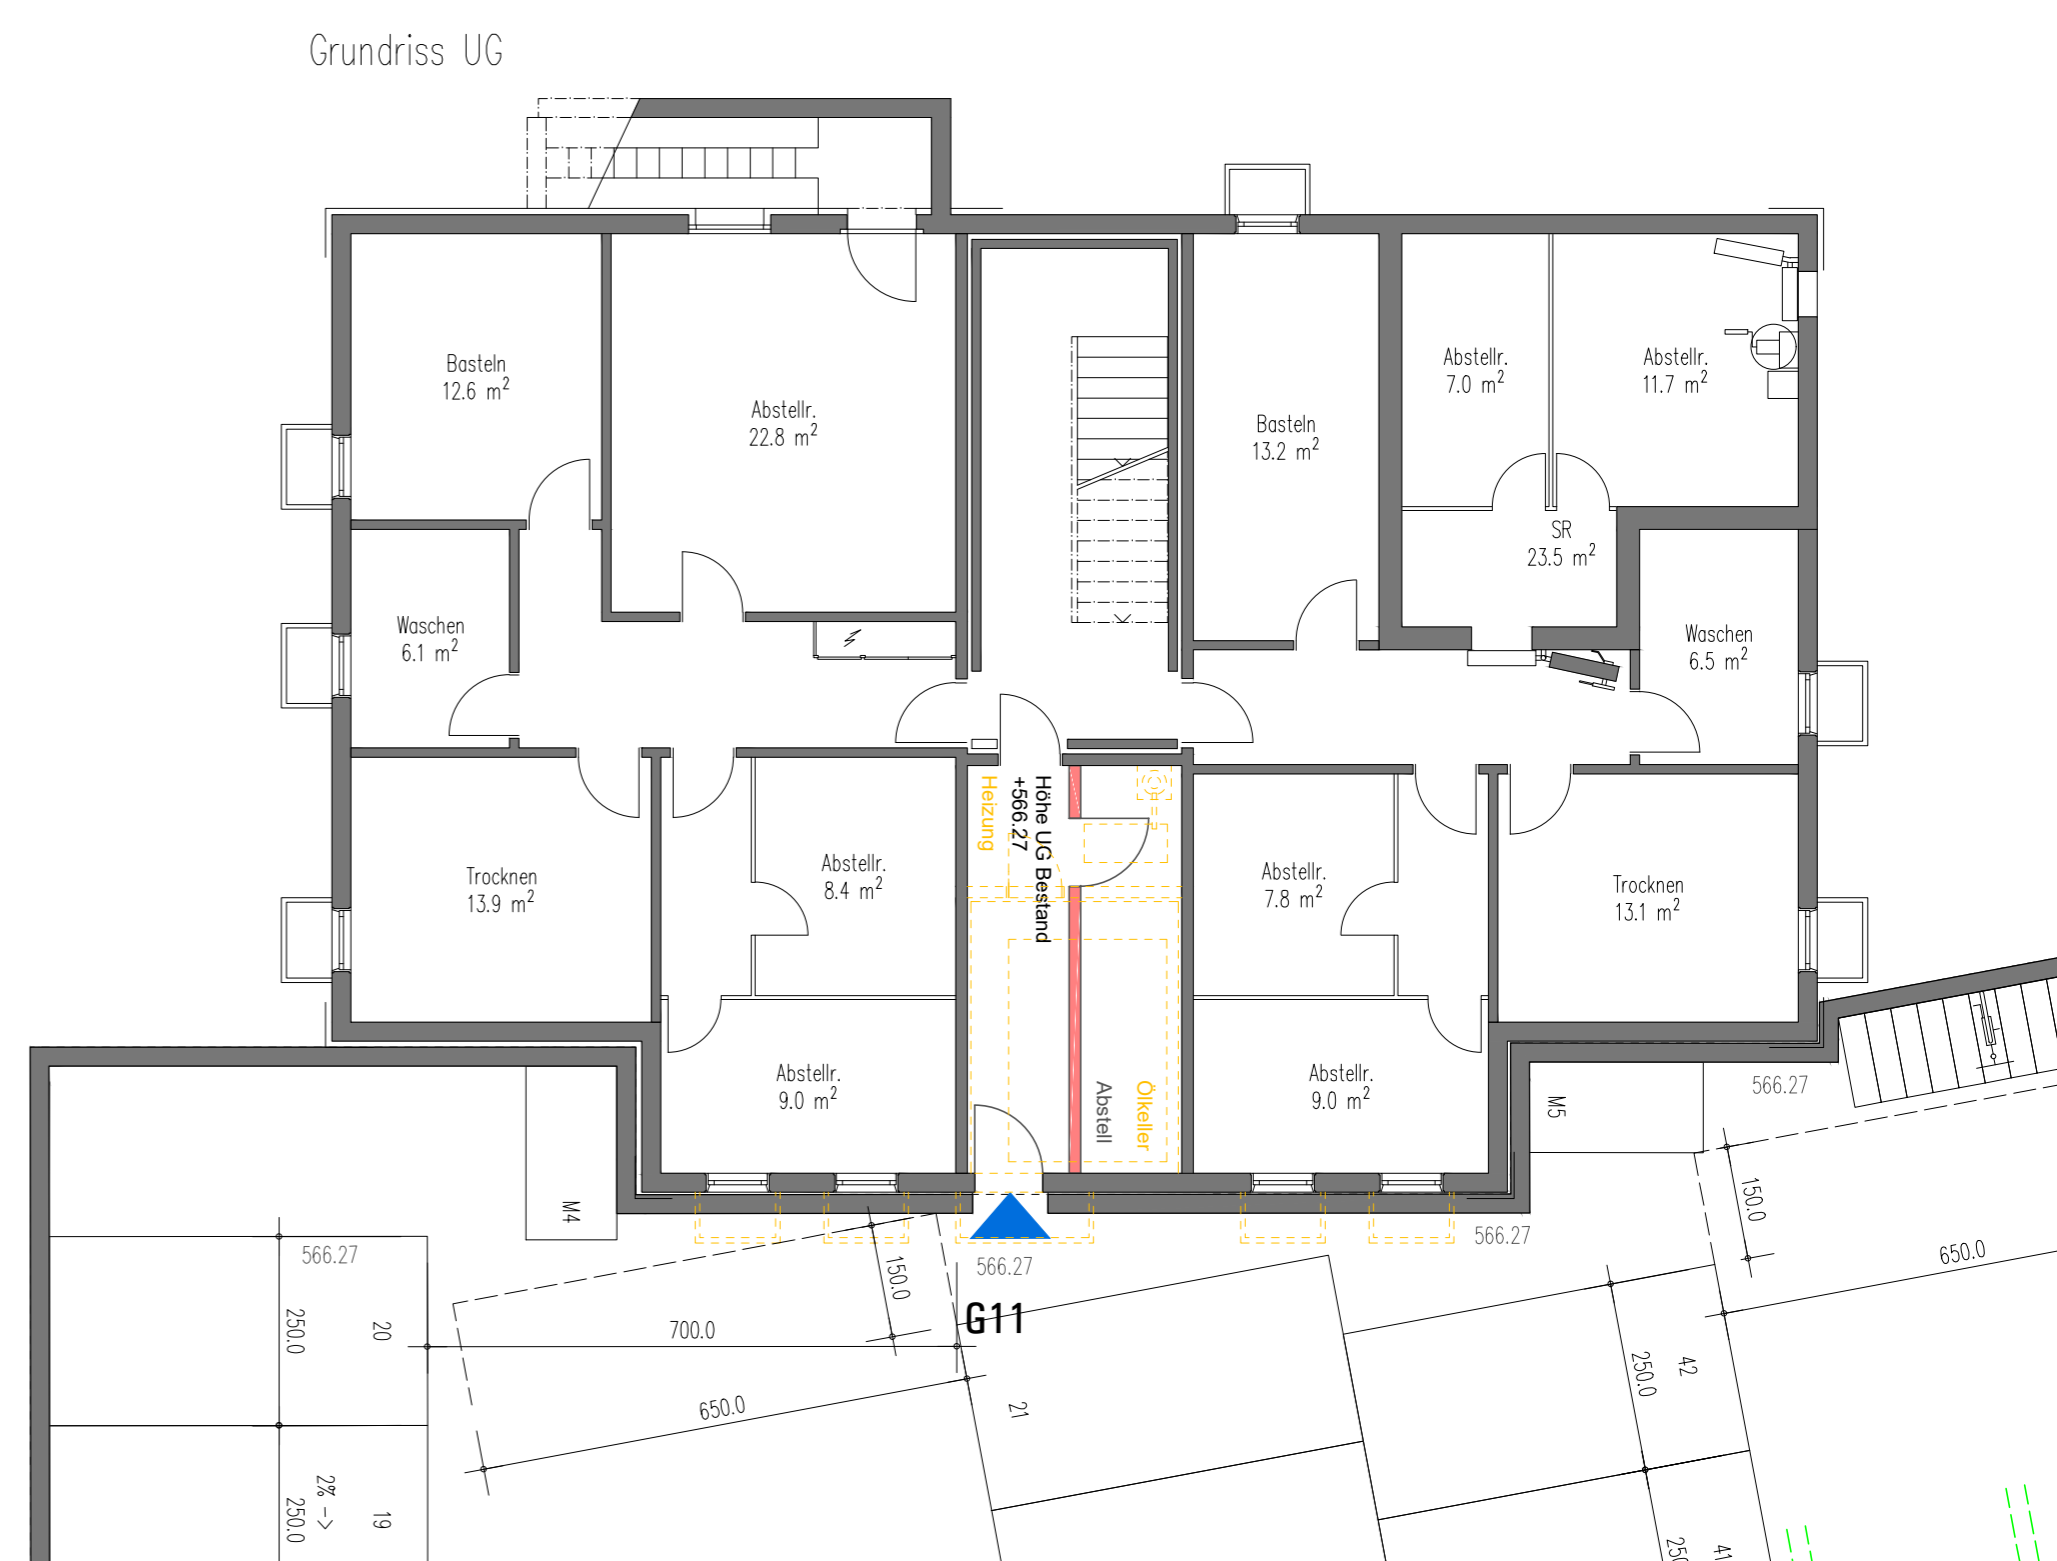 Grundriss UG
Basteln
12.6 m²
Abstellr.
22.8 m²
Basteln
13.2 m²
Abstellr.
7.0 m²
Abstellr.
11.7 m²
SR
23.5 m²
Waschen
6.1 m²
Waschen
6.5 m²
Trocknen
13.9 m²
Abstellr.
8.4 m²
Heizung
Höhe UG Bestand
+566.27
Abstellr.
7.8 m²
Trocknen
13.1 m²
Abstellr.
9.0 m²
Abstell
Ölkeller
Abstellr.
9.0 m²
566.27
M5
M4
566.27
566.27
566.27
150.0
150.0
650.0
G11
700.0
650.0
250.0
20
21
250.0
42
250.0
2% ->
19
41